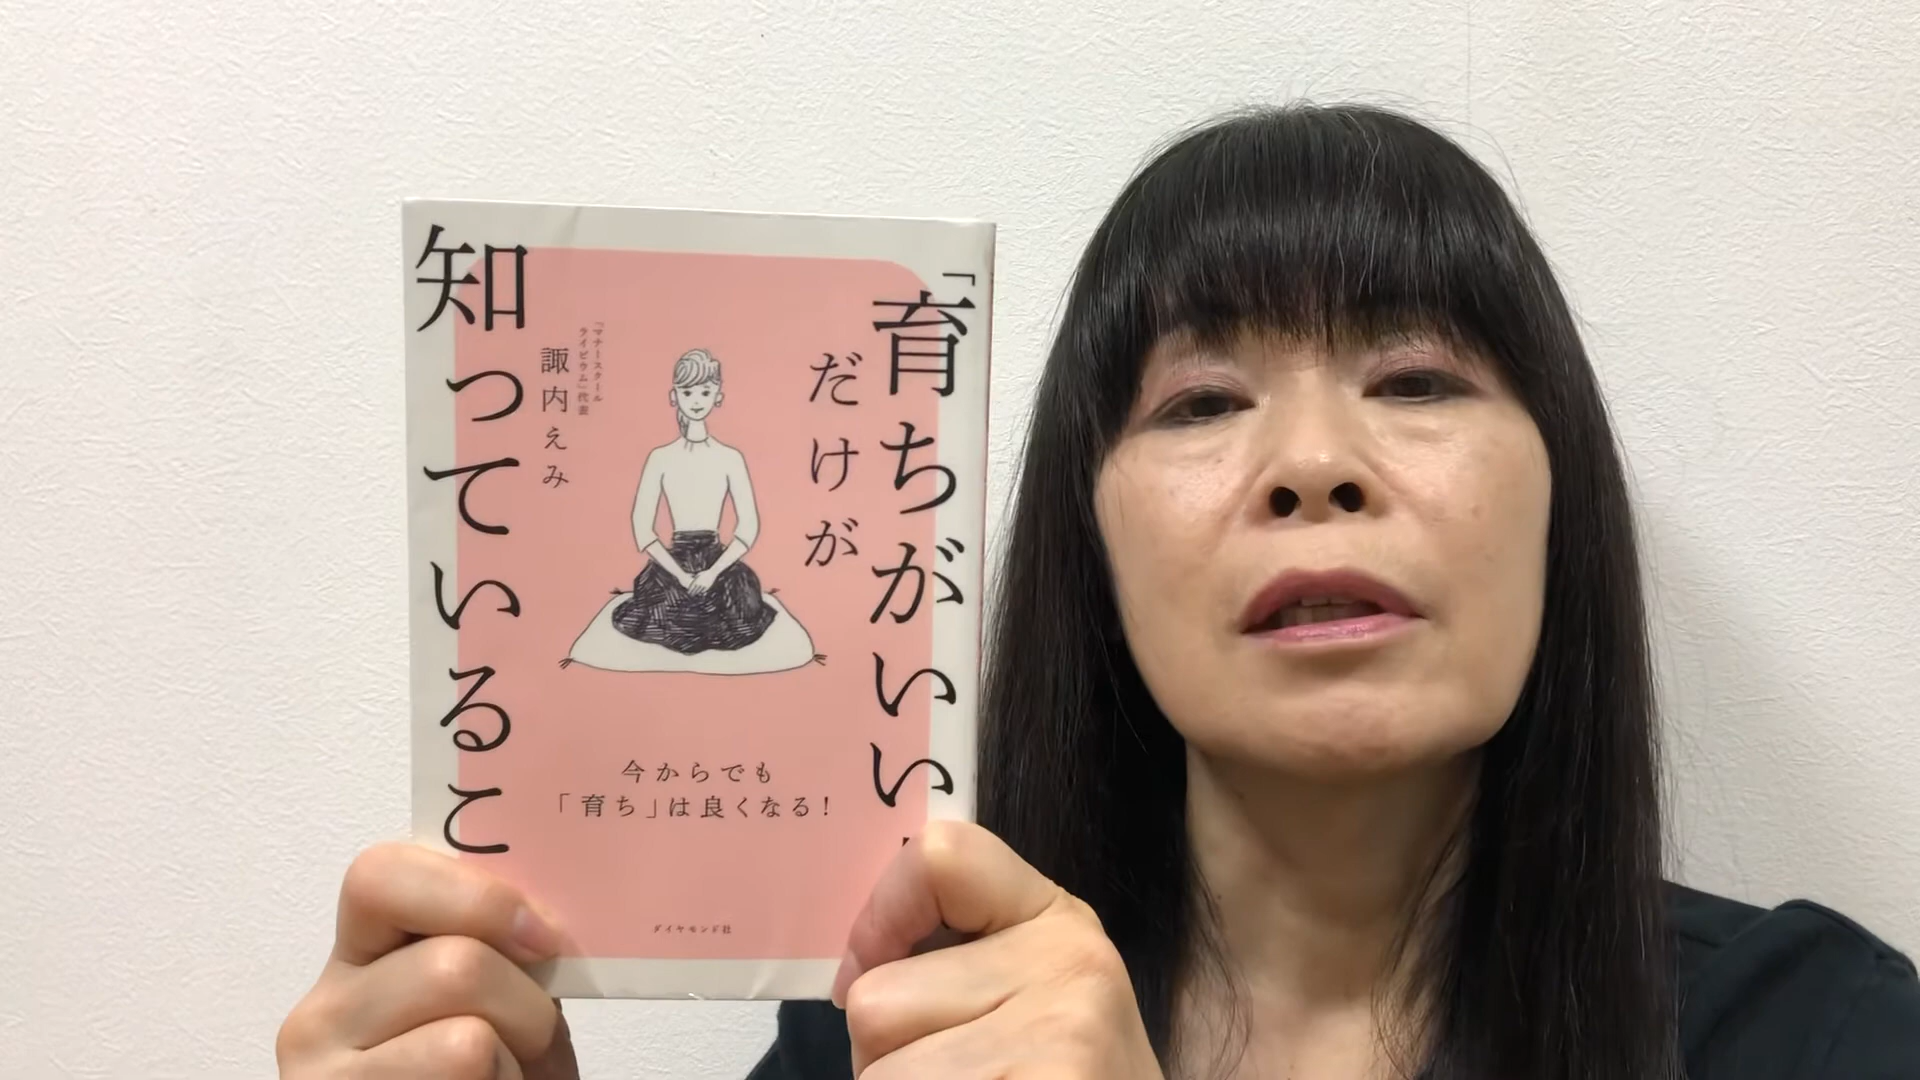 「育ちがいい
だけが
知っているこ
「マナースクール
ライビウム」代表
諏内えみ
今からでも
「育ち」は良くなる!
ダイヤモンド社